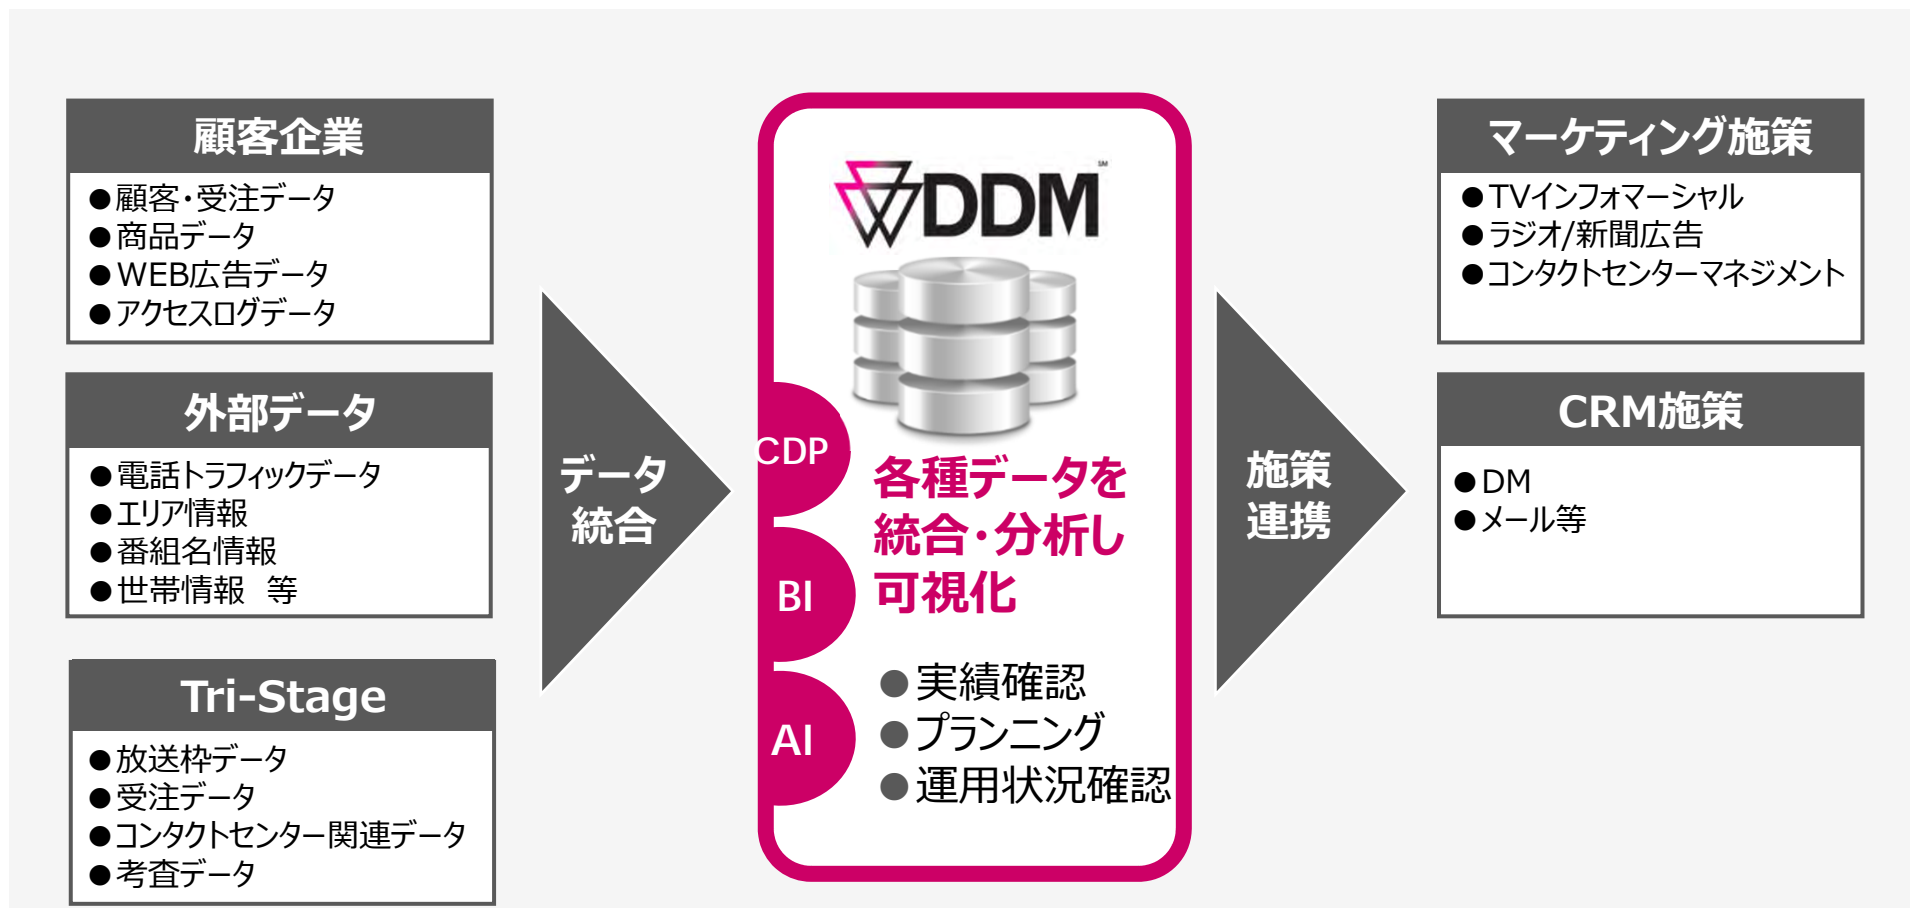 顧客企業
●顧客・受注データ
●商品データ
●WEB広告データ
●アクセスログデータ
外部データ
●電話トラフィックデータ
●エリア情報
●番組名情報
●世帯情報　等
Tri-Stage
●放送枠データ
●受注データ
●コンタクトセンター関連データ
●考査データ
データ
統合
DDM℠
CDP
BI
AI
各種データを
統合・分析し
可視化
●実績確認
●プランニング
●運用状況確認
施策
連携
マーケティング施策
●TVインフォマーシャル
●ラジオ/新聞広告
●コンタクトセンターマネジメント
CRM施策
●DM
●メール等